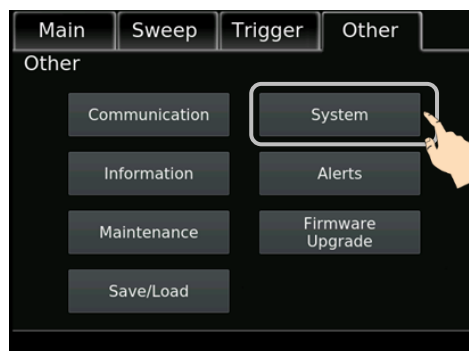 Main Sweep Trigger Other
Other
Communication System
Information Alerts
Maintenance Firmware
Upgrade
Save/Load